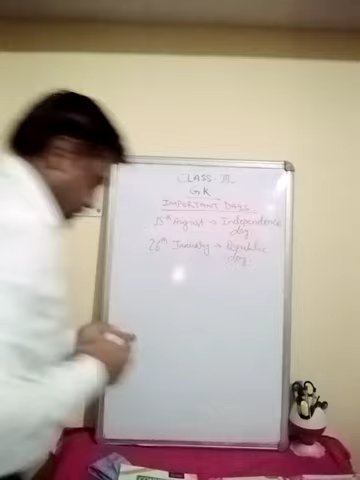 CLASS - III
G K
IMPORTANT DAYS
15th August → Independence
day
26th January → Republic
day